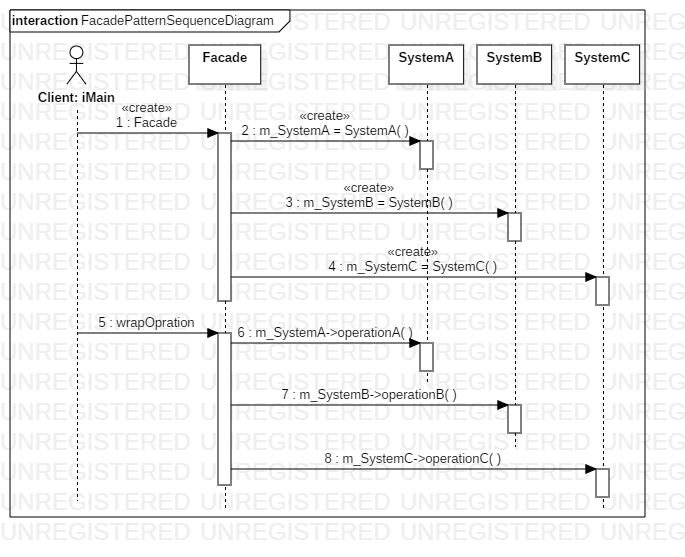 interaction FacadePatternSequenceDiagram
Client: iMain
Facade
SystemA
SystemB
SystemC
«create»
1 : Facade
«create»
2 : m_SystemA = SystemA( )
«create»
3 : m_SystemB = SystemB( )
«create»
4 : m_SystemC = SystemC( )
5 : wrapOpration
6 : m_SystemA->operationA( )
7 : m_SystemB->operationB( )
8 : m_SystemC->operationC( )
UNREGISTERED